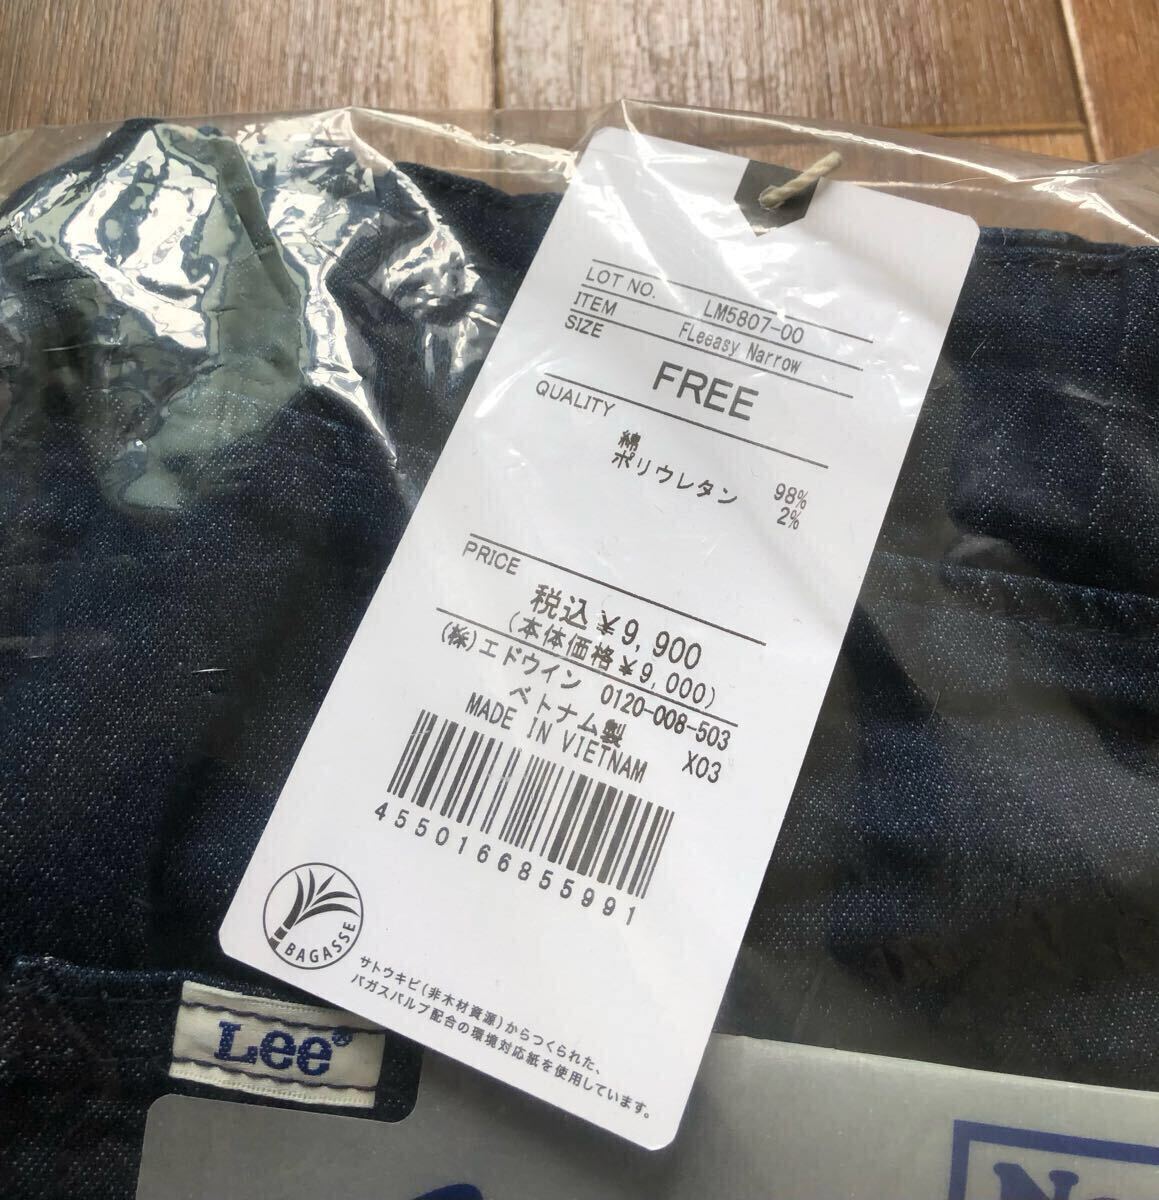 LOT NO. LM5807-00
ITEM FLeeasy Narrow
SIZE
FREE
QUALITY
綿 98%
ポリウレタン 2%
PRICE
税込¥9,900
(本体価格¥9,000)
(株)エドウイン 0120-008-503
ベトナム製
MADE IN VIETNAM X03
4550166855991
BAGASSE
サトウキビ(非木材資源)からつくられた、
バガスパルプ配合の環境対応紙を使用しています。
Lee®